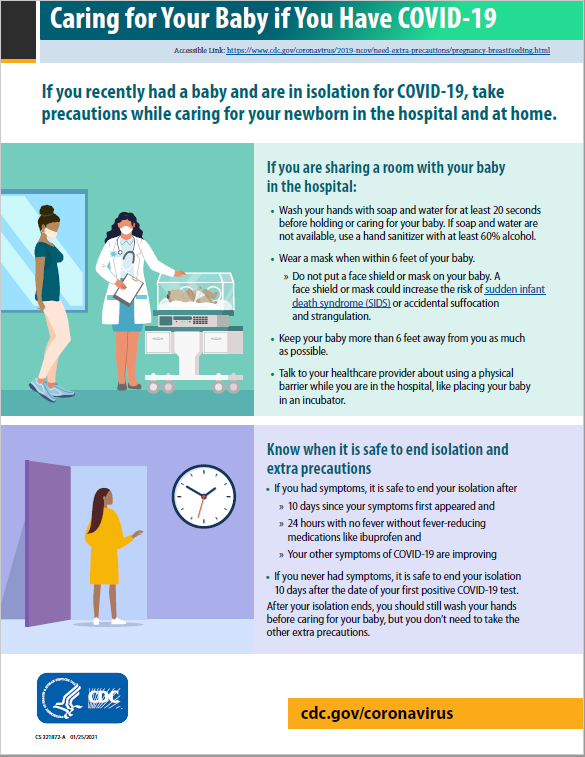 Caring for Your Baby if You Have COVID-19
Accessible Link: https://www.cdc.gov/coronavirus/2019-ncov/need-extra-precautions/pregnancy-breastfeeding.html
If you recently had a baby and are in isolation for COVID-19, take
precautions while caring for your newborn in the hospital and at home.
If you are sharing a room with your baby
in the hospital:
• Wash your hands with soap and water for at least 20 seconds
before holding or caring for your baby. If soap and water are
not available, use a hand sanitizer with at least 60% alcohol.
• Wear a mask when within 6 feet of your baby.
» Do not put a face shield or mask on your baby. A
face shield or mask could increase the risk of sudden infant
death syndrome (SIDS) or accidental suffocation
and strangulation.
• Keep your baby more than 6 feet away from you as much
as possible.
• Talk to your healthcare provider about using a physical
barrier while you are in the hospital, like placing your baby
in an incubator.
Know when it is safe to end isolation and
extra precautions
• If you had symptoms, it is safe to end your isolation after
» 10 days since your symptoms first appeared and
» 24 hours with no fever without fever-reducing
medications like ibuprofen and
» Your other symptoms of COVID-19 are improving
• If you never had symptoms, it is safe to end your isolation
10 days after the date of your first positive COVID-19 test.
After your isolation ends, you should still wash your hands
before caring for your baby, but you don't need to take the
other extra precautions.
CDC
CS 321872-A 01/25/2021
cdc.gov/coronavirus